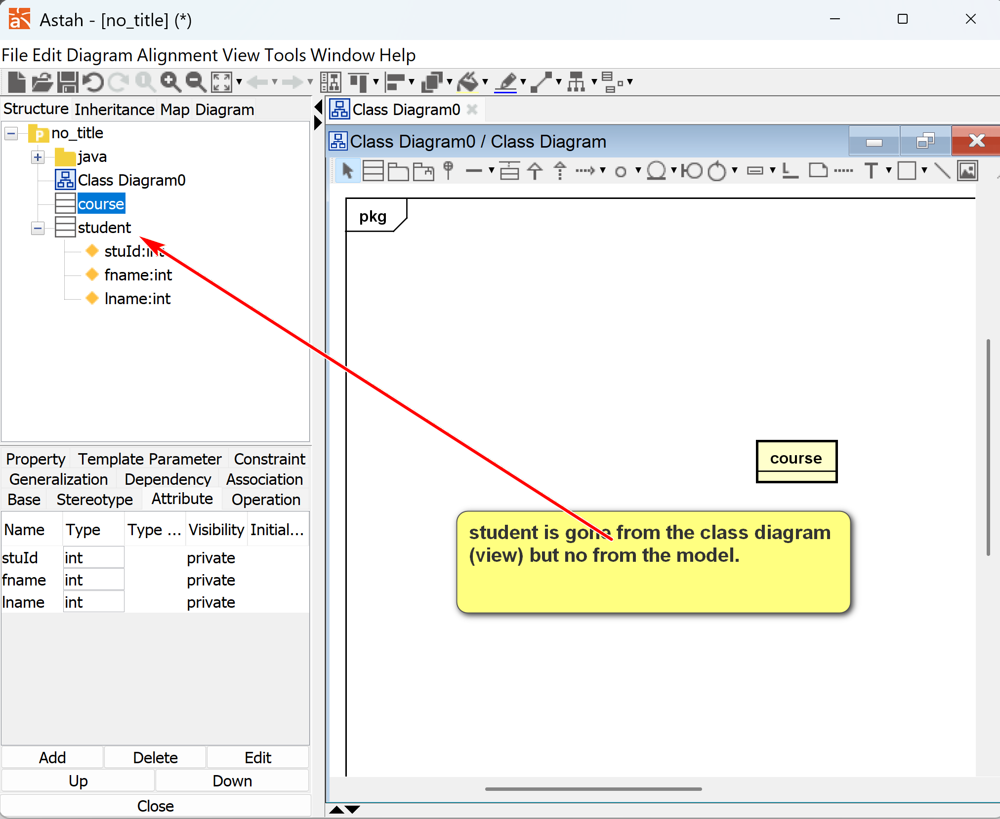 Astah - [no_title] (*)
File Edit Diagram Alignment View Tools Window Help
Structure Inheritance Map Diagram
no_title
java
Class Diagram0
course
student
stuId:int
fname:int
lname:int
Property Template Parameter Constraint
Generalization Dependency Association
Base Stereotype Attribute Operation
Name Type Type ... Visibility Initial...
stuId int private
fname int private
lname int private
Add Delete Edit
Up Down
Close
Class Diagram0
Class Diagram0 / Class Diagram
pkg
course
student is gone from the class diagram
(view) but no from the model.